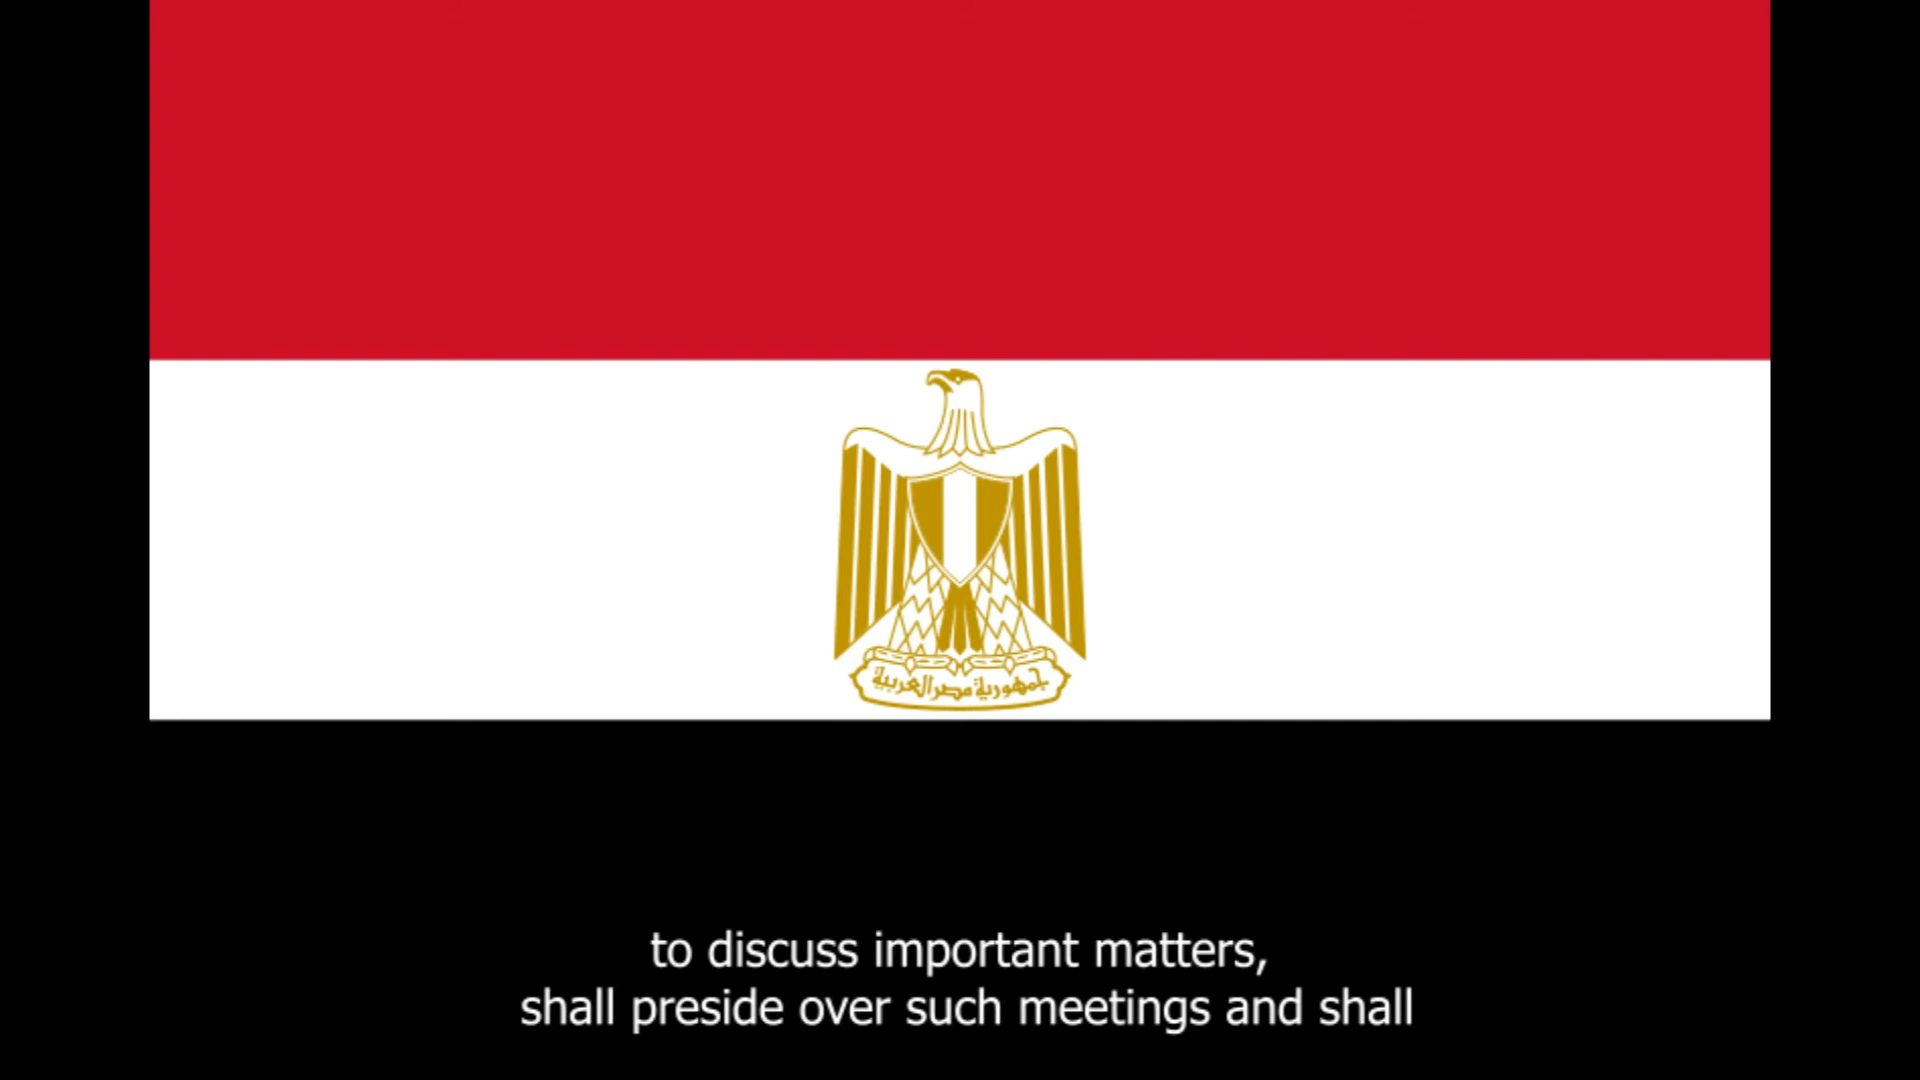 جمهورية مصر العربية
to discuss important matters,
shall preside over such meetings and shall